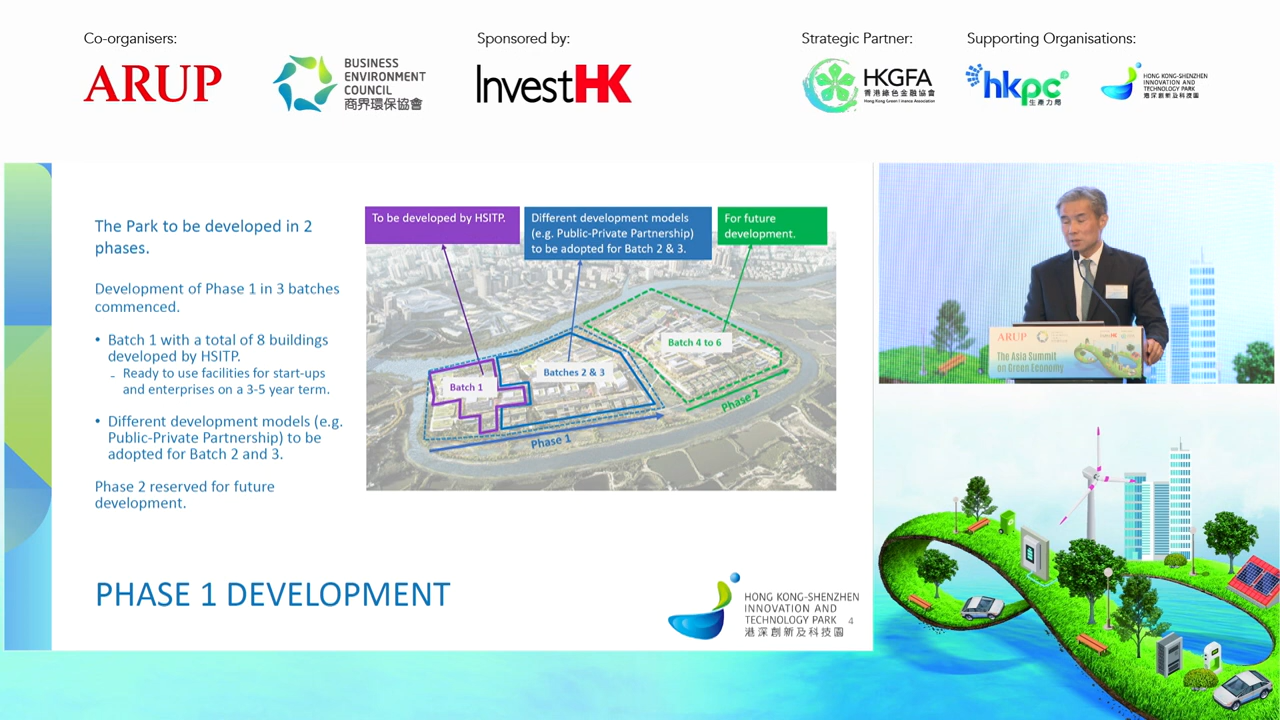 Co-organisers:
Sponsored by:
Strategic Partner:
Supporting Organisations:
ARUP
BUSINESS
ENVIRONMENT
COUNCIL
商界環保協會
InvestHK
HKGFA
香港綠色金融協會
Hong Kong Green Finance Association
hkpc
生產力局
HONG KONG-SHENZHEN
INNOVATION AND
TECHNOLOGY PARK
港深創新及科技園
The Park to be developed in 2
phases.
Development of Phase 1 in 3 batches
commenced.
• Batch 1 with a total of 8 buildings
developed by HSITP.
- Ready to use facilities for start-ups
and enterprises on a 3-5 year term.
• Different development models (e.g.
Public-Private Partnership) to be
adopted for Batch 2 and 3.
Phase 2 reserved for future
development.
To be developed by HSITP.
Different development models
(e.g. Public-Private Partnership)
to be adopted for Batch 2 & 3.
For future
development.
Batch 1
Batches 2 & 3
Batch 4 to 6
Phase 1
Phase 2
PHASE 1 DEVELOPMENT
HONG KONG-SHENZHEN
INNOVATION AND
TECHNOLOGY PARK
港深創新及科技園
4
ARUP
The Asia Summit
on Green Economy